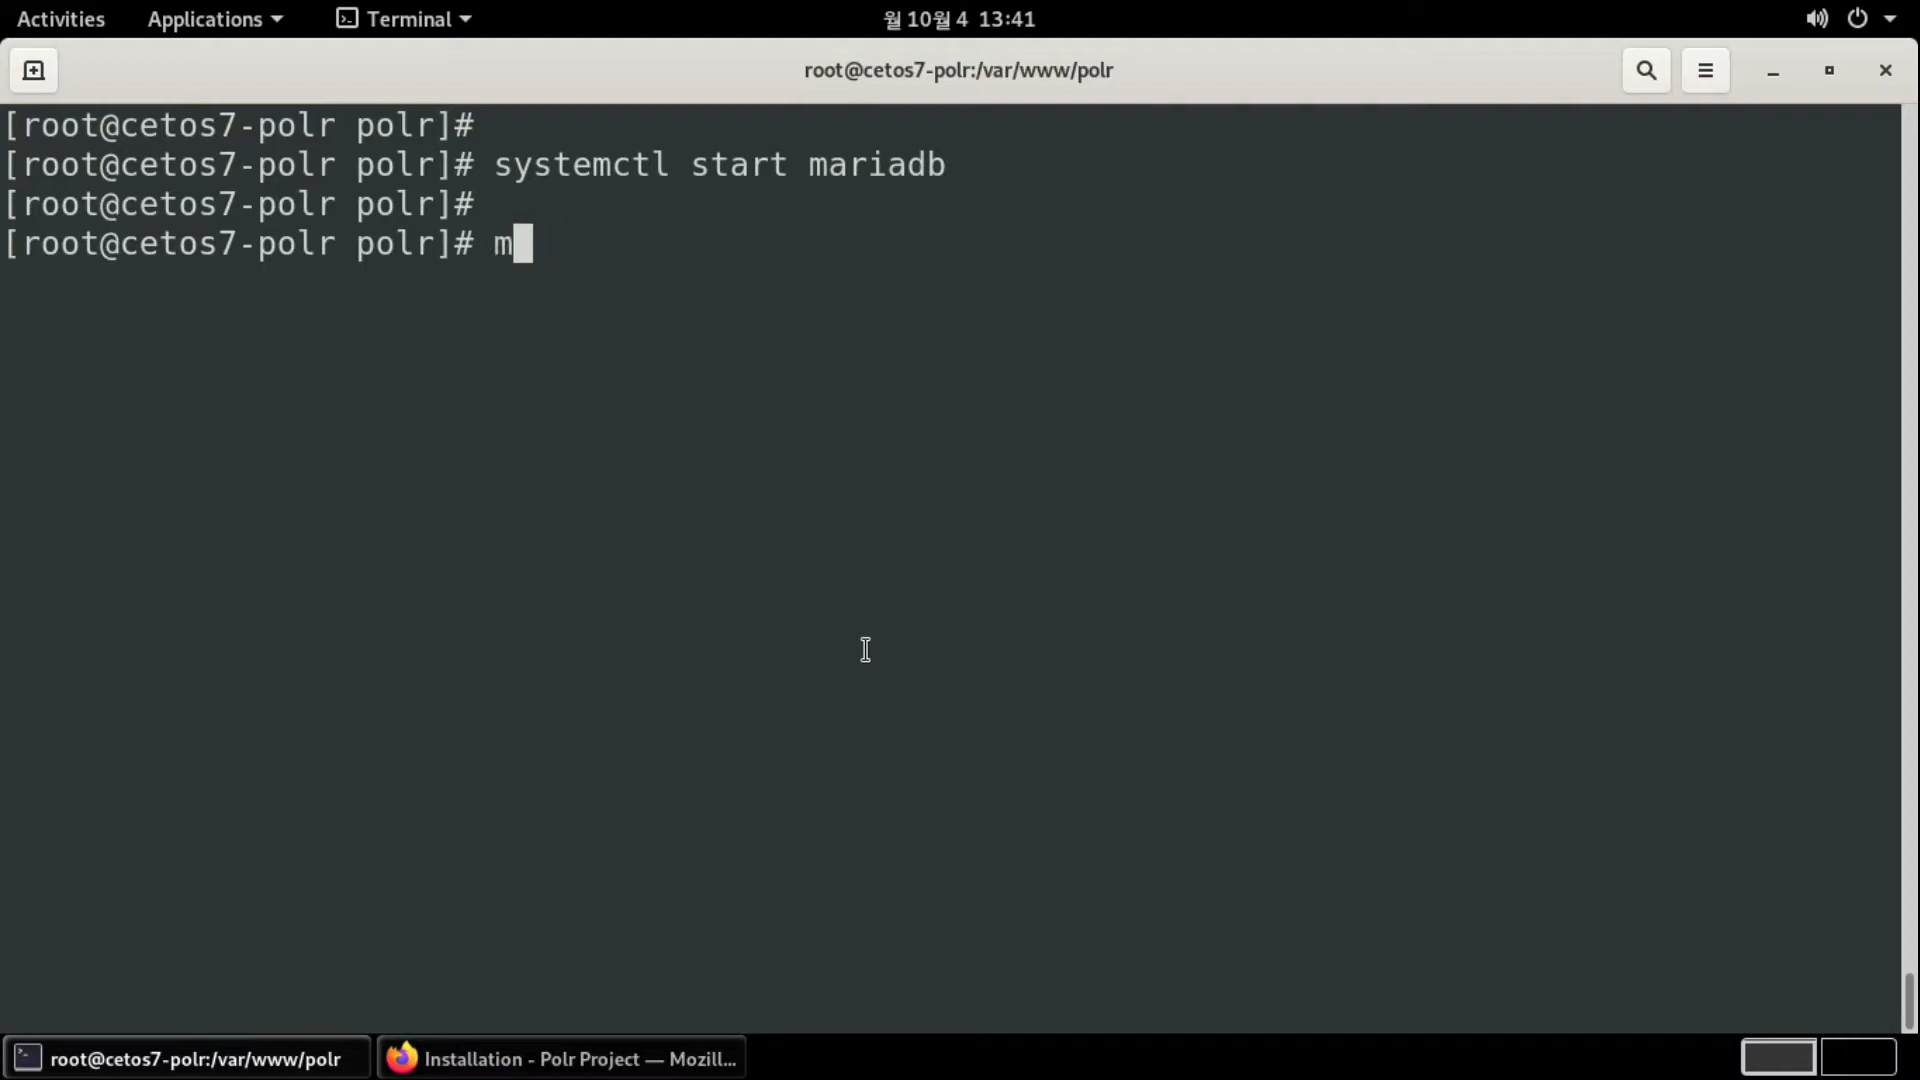 Activities Applications Terminal 월 10월 4 13:41
root@cetos7-polr:/var/www/polr
[root@cetos7-polr polr]#
[root@cetos7-polr polr]# systemctl start mariadb
[root@cetos7-polr polr]#
[root@cetos7-polr polr]# m
root@cetos7-polr:/var/www/polr Installation - Polr Project — Mozill...